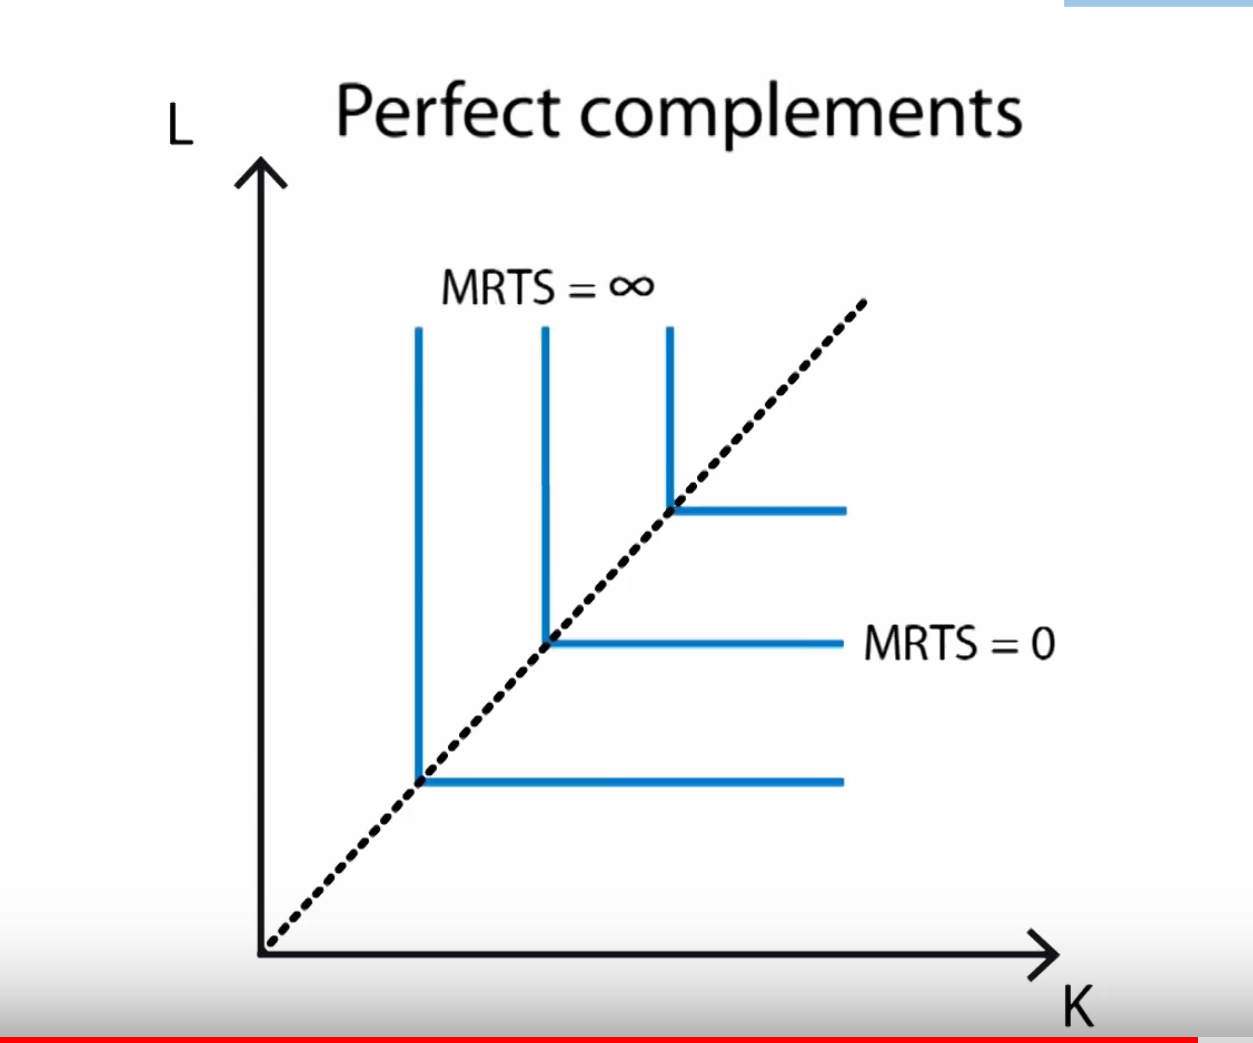 Perfect complements
L
MRTS = ∞
MRTS = 0
K